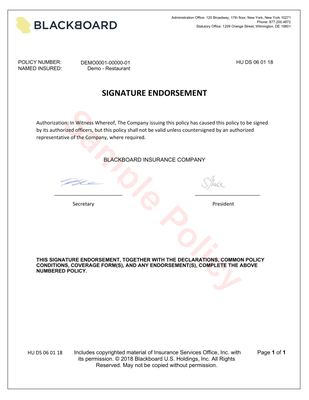 BLACKBOARD
Administration Office: 120 Broadway, 17th floor, New York, New York 10271
Phone: 877.200.4872
Statutory Office: 1209 Orange Street, Wilmington, DE 19801
POLICY NUMBER: DEMO0001-00000-01 HU DS 06 01 18
NAMED INSURED: Demo - Restaurant
SIGNATURE ENDORSEMENT
Authorization: In Witness Whereof, The Company issuing this policy has caused this policy to be signed
by its authorized officers, but this policy shall not be valid unless countersigned by an authorized
representative of the Company, where required.
BLACKBOARD INSURANCE COMPANY
Secretary President
Sample Policy
THIS SIGNATURE ENDORSEMENT, TOGETHER WITH THE DECLARATIONS, COMMON POLICY
CONDITIONS, COVERAGE FORM(S), AND ANY ENDORSEMENT(S), COMPLETE THE ABOVE
NUMBERED POLICY.
HU DS 06 01 18 Includes copyrighted material of Insurance Services Office, Inc. with Page 1 of 1
its permission. © 2018 Blackboard U.S. Holdings, Inc. All Rights
Reserved. May not be copied without permission.